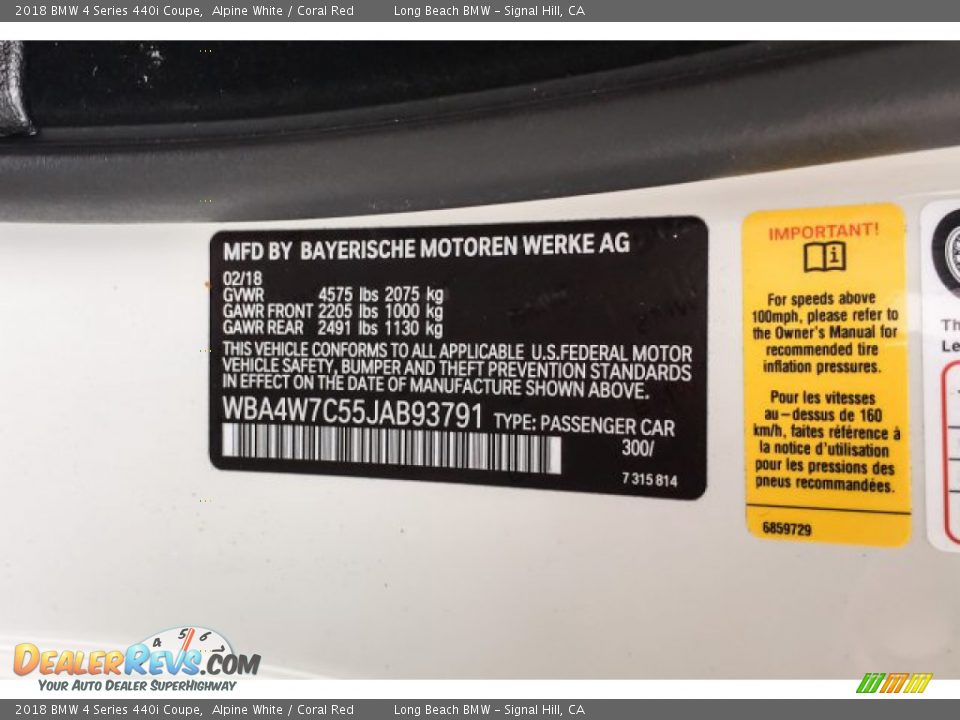 2018 BMW 4 Series 440i Coupe,  Alpine White / Coral Red  Long Beach BMW - Signal Hill, CA
MFD BY BAYERISCHE MOTOREN WERKE AG
02/18
GVWR 4575 lbs 2075 kg
GAWR FRONT 2205 lbs 1000 kg
GAWR REAR 2491 lbs 1130 kg
THIS VEHICLE CONFORMS TO ALL APPLICABLE U.S.FEDERAL MOTOR
VEHICLE SAFETY, BUMPER AND THEFT PREVENTION STANDARDS
IN EFFECT ON THE DATE OF MANUFACTURE SHOWN ABOVE.
WBA4W7C55JAB93791 TYPE: PASSENGER CAR
300/
7 315 814
IMPORTANT!
i
For speeds above
100mph, please refer to
the Owner's Manual for
recommended tire
inflation pressures.
Pour les vitesses
au-dessus de 160
km/h, faites référence à
la notice d'utilisation
pour les pressions des
pneus recommandées.
6859729
Th
Le
4 5 6 7
DealerRevs.com
Your Auto Dealer SuperHighway
2018 BMW 4 Series 440i Coupe,  Alpine White / Coral Red  Long Beach BMW - Signal Hill, CA